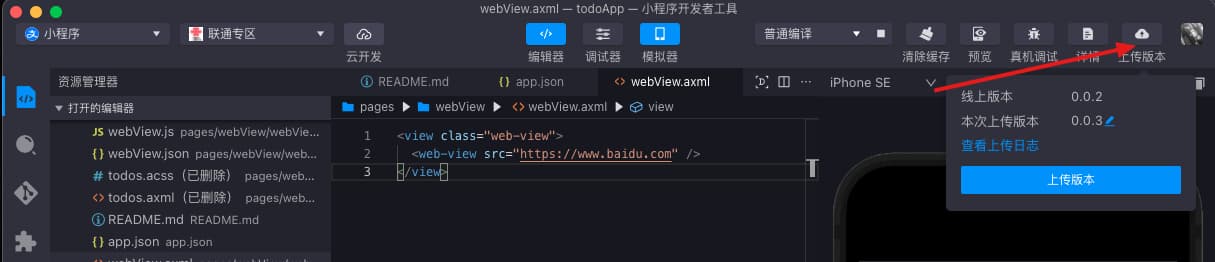 webView.axml — todoApp — 小程序开发者工具
小程序
联通专区
云开发
编辑器
调试器
模拟器
普通编译
清除缓存
预览
真机调试
详情
上传版本
资源管理器
README.md
app.json
webView.axml
iPhone SE
打开的编辑器
pages
webView
webView.axml
view
JS webView.js pages/webView/webVie...
{} webView.json pages/webView/web...
# todos.acss（已删除） pages/web...
todos.axml（已删除） pages/web...
README.md README.md
{} app.json app.json
1 <view class="web-view">
2 <web-view src="https://www.baidu.com" />
3 </view>
线上版本 0.0.2
本次上传版本 0.0.3
查看上传日志
上传版本